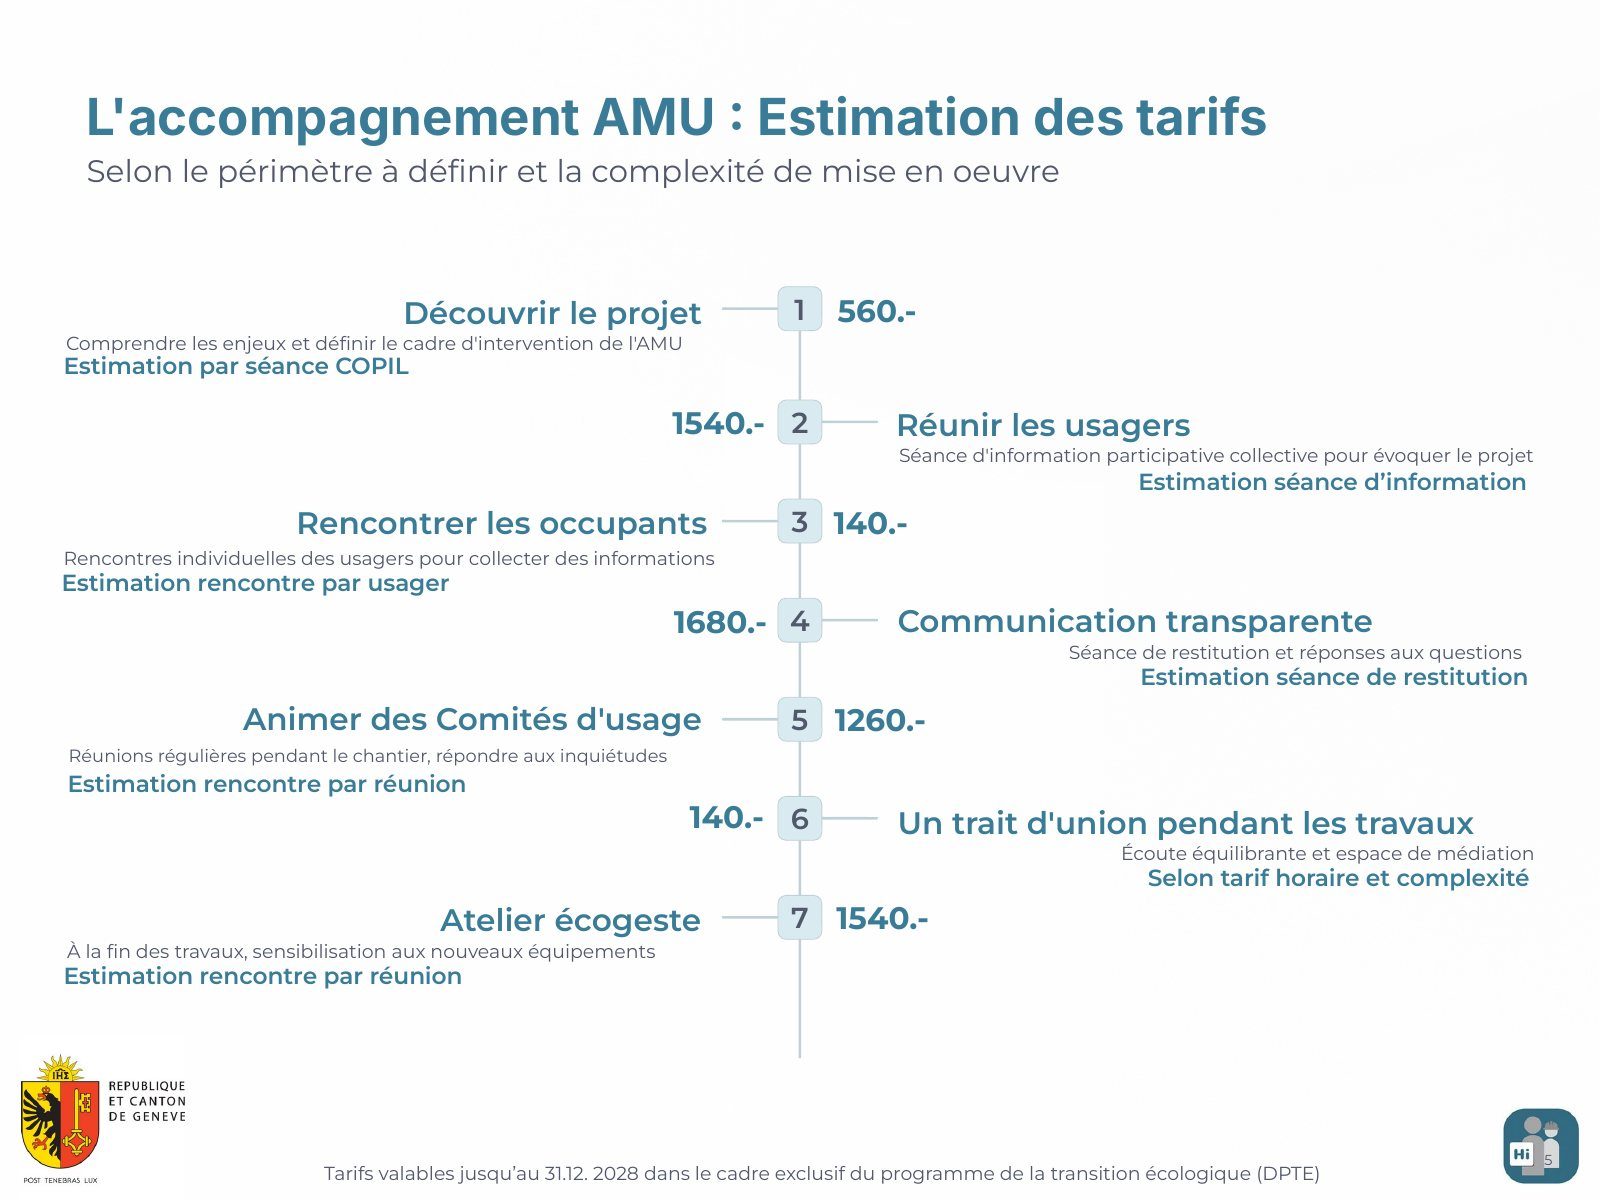 L'accompagnement AMU : Estimation des tarifs
Selon le périmètre à définir et la complexité de mise en oeuvre
Découvrir le projet
1
560.-
Comprendre les enjeux et définir le cadre d'intervention de l'AMU
Estimation par séance COPIL
1540.-
2
Réunir les usagers
Séance d'information participative collective pour évoquer le projet
Estimation séance d’information
Rencontrer les occupants
3
140.-
Rencontres individuelles des usagers pour collecter des informations
Estimation rencontre par usager
1680.-
4
Communication transparente
Séance de restitution et réponses aux questions
Estimation séance de restitution
Animer des Comités d'usage
5
1260.-
Réunions régulières pendant le chantier, répondre aux inquiétudes
Estimation rencontre par réunion
140.-
6
Un trait d'union pendant les travaux
Écoute équilibrante et espace de médiation
Selon tarif horaire et complexité
Atelier écogeste
7
1540.-
À la fin des travaux, sensibilisation aux nouveaux équipements
Estimation rencontre par réunion
IHS
REPUBLIQUE
ET CANTON
DE GENEVE
POST TENEBRAS LUX
Tarifs valables jusqu’au 31.12. 2028 dans le cadre exclusif du programme de la transition écologique (DPTE)
Hi
5